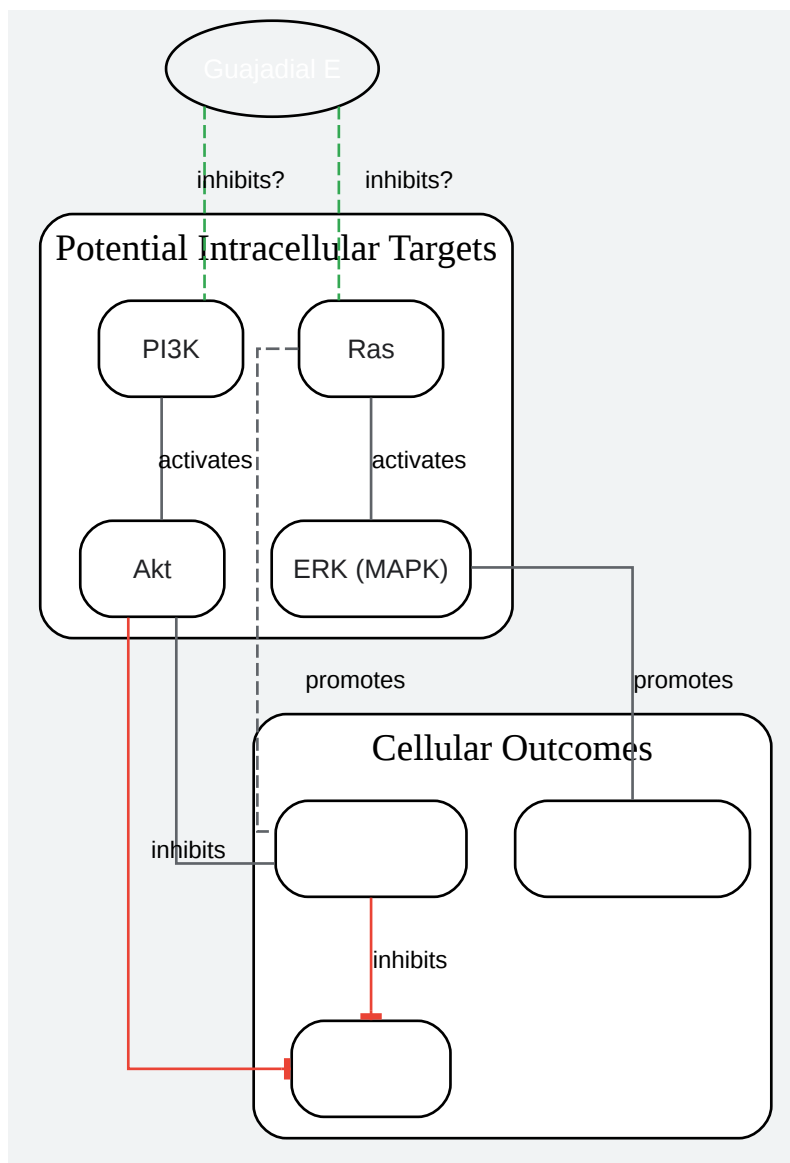 Guajadial E
inhibits?
inhibits?
Potential Intracellular Targets
PI3K
Ras
activates
activates
Akt
ERK (MAPK)
promotes
promotes
Cellular Outcomes
inhibits
inhibits